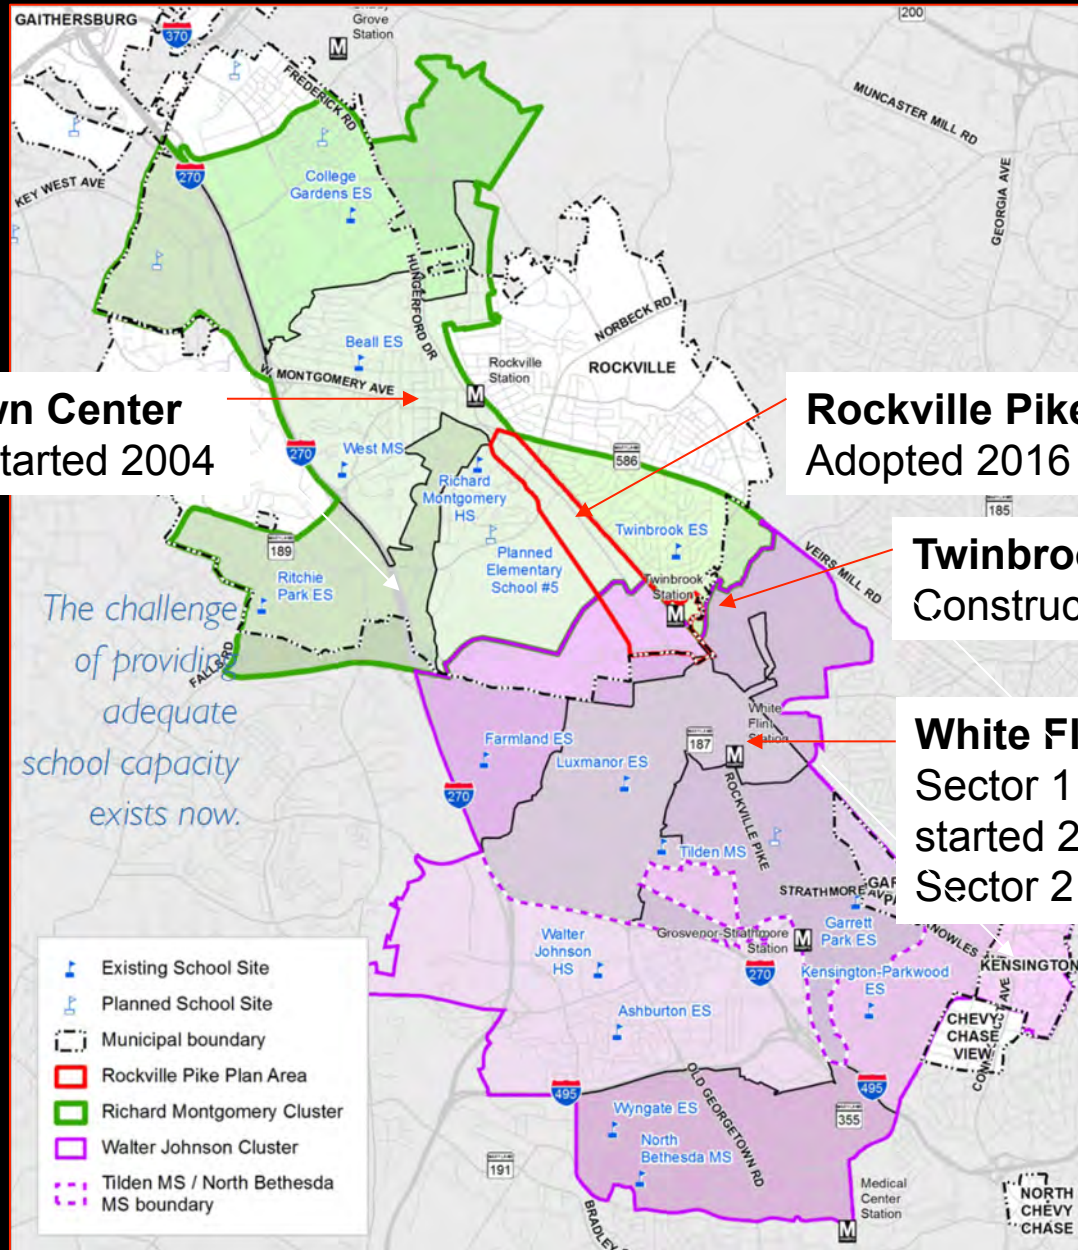 GAITHERSBURG
370
Grove
Station
M
200
FREDERICK RD
MUNCASTER MILL RD
GEORGIA AVE
KEY WEST AVE
270
College
Gardens ES
HUNGERFORD DR
NORBECK RD
ROCKVILLE
Beall ES
Rockville
Station
M
W MONTGOMERY AVE
vn Center
tarted 2004
Rockville Pike
Adopted 2016
270
West MS
Richard
Montgomery
HS
586
185
Planned
Elementary
School #5
Twinbrook ES
VEIRS MILL RD
189
Ritchie
Park ES
Twinbrook
Station
M
Twinbroo
Construc
The challenge
of providing
adequate
school capacity
exists now.
FALLS RD
White
Flint
Station
M
187
White Fl
Sector 1
started 2
Sector 2
Farmland ES
Luxmanor ES
270
ROCKVILLE PIKE
Tilden MS
STRATHMORE AVE
GAR
PA
Garrett
Park ES
KNOWLES
Walter
Johnson
HS
Grosvenor-Strathmore
Station
M
270
Kensington-Parkwood
ES
KENSINGTON
Ashburton ES
CHEVY
CHASE
VIEW
CONNECTICUT AVE
495
495
OLD GEORGETOWN RD
355
Wyngate ES
North
Bethesda MS
191
Medical
Center
Station
M
BRADLEY
NORTH
CHEVY
CHASE
Existing School Site
Planned School Site
Municipal boundary
Rockville Pike Plan Area
Richard Montgomery Cluster
Walter Johnson Cluster
Tilden MS / North Bethesda
MS boundary